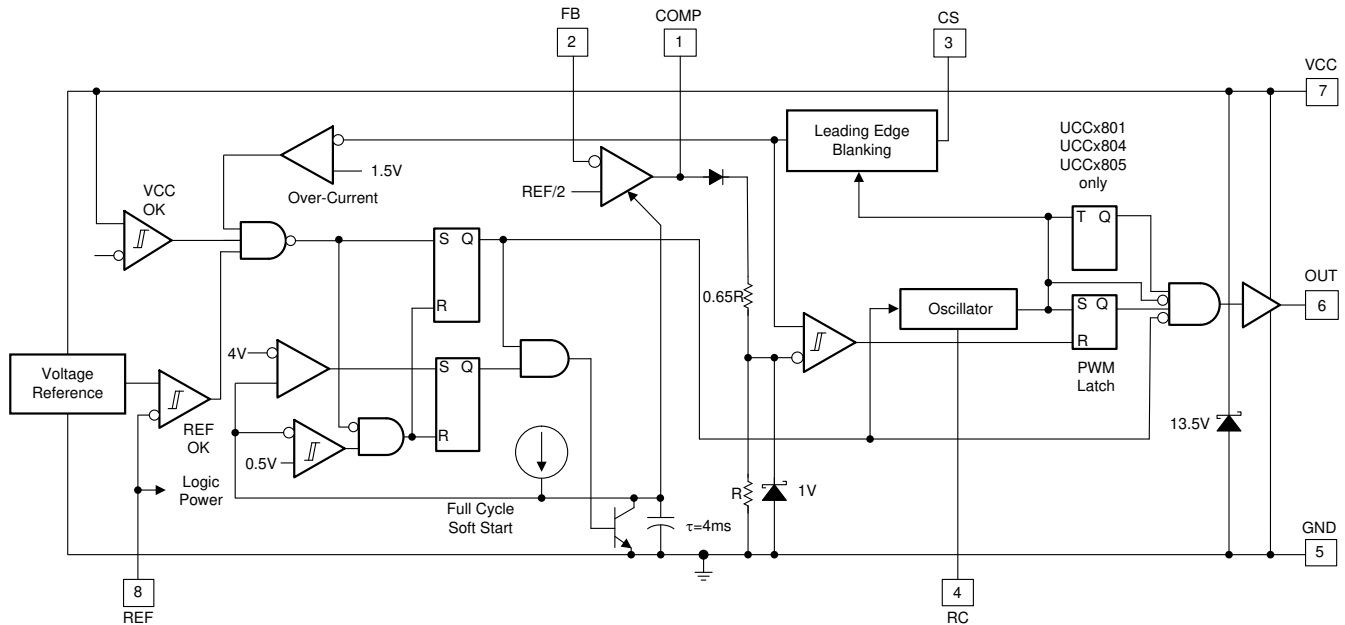 FB
COMP
CS
2
1
3
VCC
7
Leading Edge
Blanking
UCCx801
UCCx804
UCCx805
only
1.5V
Over-Current
VCC
OK
REF/2
T Q
S Q
R
0.65R
Oscillator
S Q
R
PWM
Latch
OUT
6
4V
Voltage
Reference
REF
OK
S Q
R
0.5V
13.5V
Logic
Power
Full Cycle
Soft Start
τ=4ms
R
1V
GND
5
8
REF
4
RC